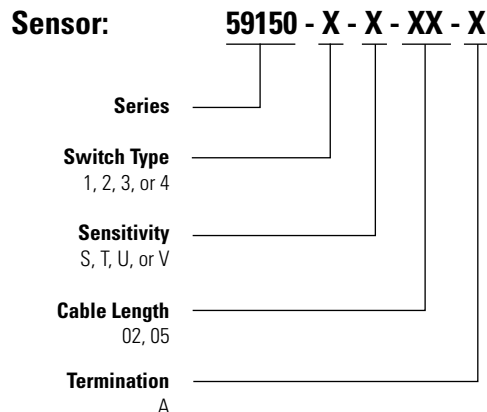 Sensor: 59150 - X - X - XX - X
Series
Switch Type
1, 2, 3, or 4
Sensitivity
S, T, U, or V
Cable Length
02, 05
Termination
A